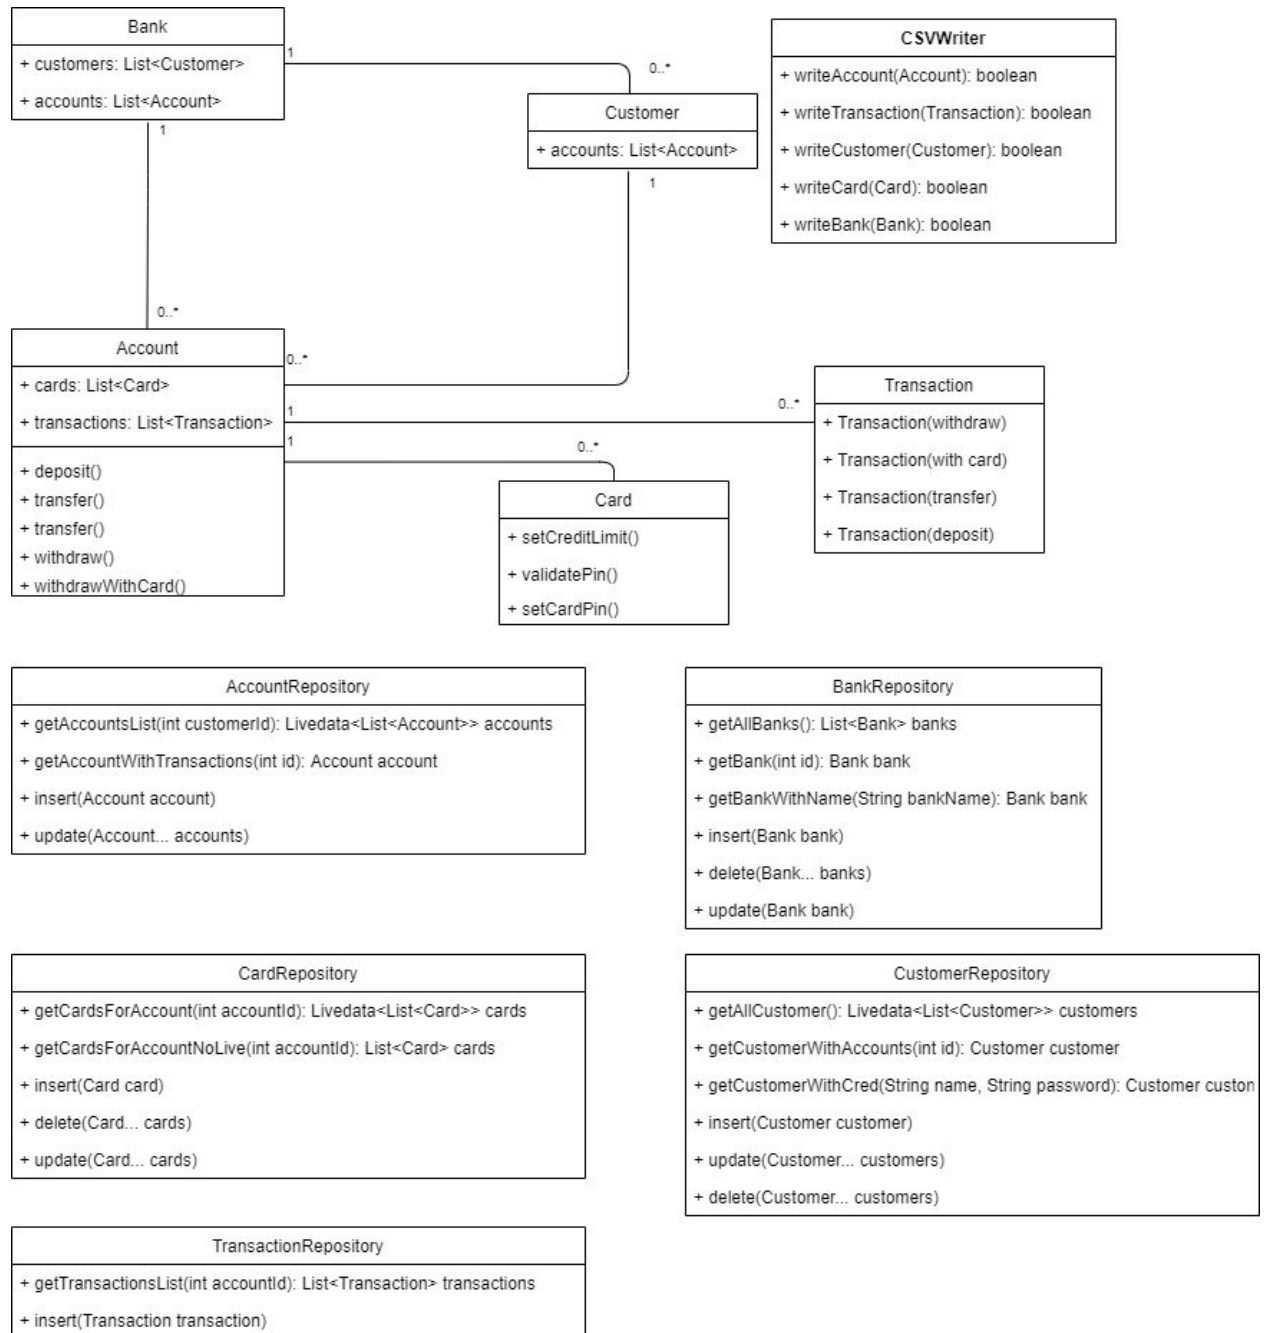 Bank
+ customers: List<Customer>
+ accounts: List<Account>
1
1
0..*
Customer
+ accounts: List<Account>
1
CSVWriter
+ writeAccount(Account): boolean
+ writeTransaction(Transaction): boolean
+ writeCustomer(Customer): boolean
+ writeCard(Card): boolean
+ writeBank(Bank): boolean
0..*
Account
+ cards: List<Card>
+ transactions: List<Transaction>
+ deposit()
+ transfer()
+ transfer()
+ withdraw()
+ withdrawWithCard()
0..*
1
1
0..*
0..*
Card
+ setCreditLimit()
+ validatePin()
+ setCardPin()
Transaction
+ Transaction(withdraw)
+ Transaction(with card)
+ Transaction(transfer)
+ Transaction(deposit)
AccountRepository
+ getAccountsList(int customerId): Livedata<List<Account>> accounts
+ getAccountWithTransactions(int id): Account account
+ insert(Account account)
+ update(Account... accounts)
BankRepository
+ getAllBanks(): List<Bank> banks
+ getBank(int id): Bank bank
+ getBankWithName(String bankName): Bank bank
+ insert(Bank bank)
+ delete(Bank... banks)
+ update(Bank bank)
CardRepository
+ getCardsForAccount(int accountId): Livedata<List<Card>> cards
+ getCardsForAccountNoLive(int accountId): List<Card> cards
+ insert(Card card)
+ delete(Card... cards)
+ update(Card... cards)
CustomerRepository
+ getAllCustomer(): Livedata<List<Customer>> customers
+ getCustomerWithAccounts(int id): Customer customer
+ getCustomerWithCred(String name, String password): Customer custon
+ insert(Customer customer)
+ update(Customer... customers)
+ delete(Customer... customers)
TransactionRepository
+ getTransactionsList(int accountId): List<Transaction> transactions
+ insert(Transaction transaction)